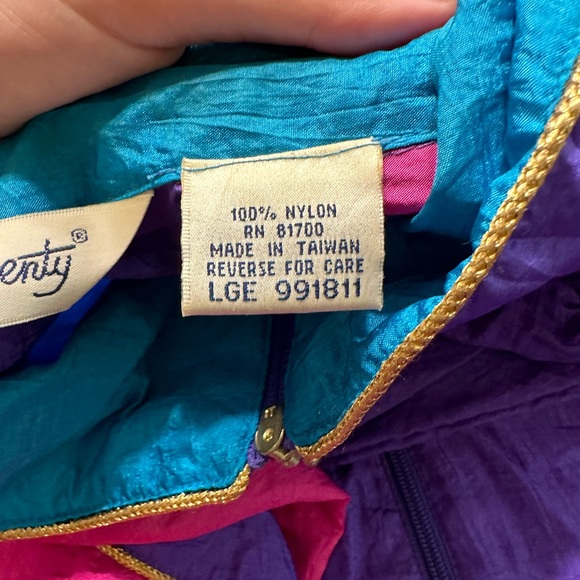 enty®
100% NYLON
RN 81700
MADE IN TAIWAN
REVERSE FOR CARE
LGE 991811